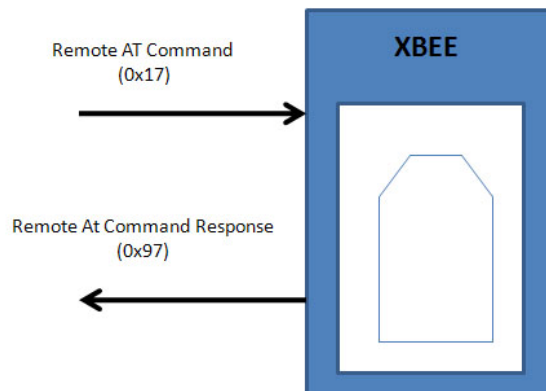 Remote AT Command
(0x17)
XBEE
Remote At Command Response
(0x97)